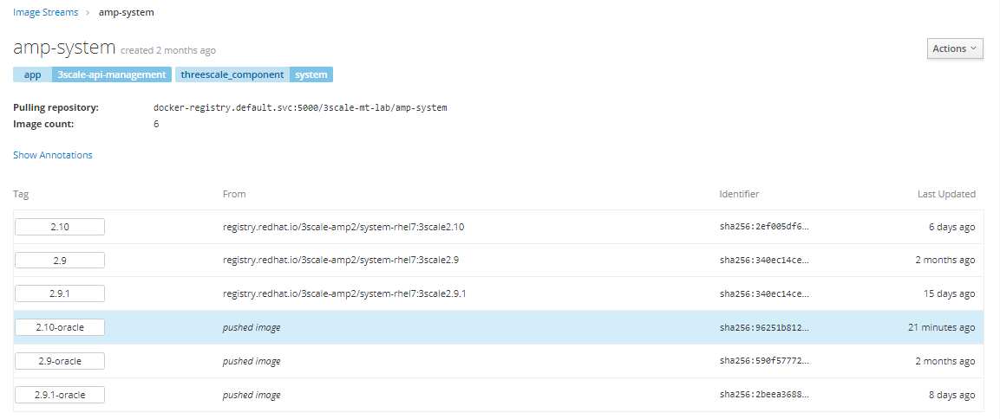 Image Streams › amp-system
amp-system created 2 months ago
Actions
app 3scale-api-management threescale_component system
Pulling repository: docker-registry.default.svc:5000/3scale-mt-lab/amp-system
Image count: 6
Show Annotations
Tag From Identifier Last Updated
2.10 registry.redhat.io/3scale-amp2/system-rhel7:3scale2.10 sha256:2ef005df6... 6 days ago
2.9 registry.redhat.io/3scale-amp2/system-rhel7:3scale2.9 sha256:340ec14ce... 2 months ago
2.9.1 registry.redhat.io/3scale-amp2/system-rhel7:3scale2.9.1 sha256:340ec14ce... 15 days ago
2.10-oracle pushed image sha256:96251b812... 21 minutes ago
2.9-oracle pushed image sha256:590f57772... 2 months ago
2.9.1-oracle pushed image sha256:2beea3688... 8 days ago